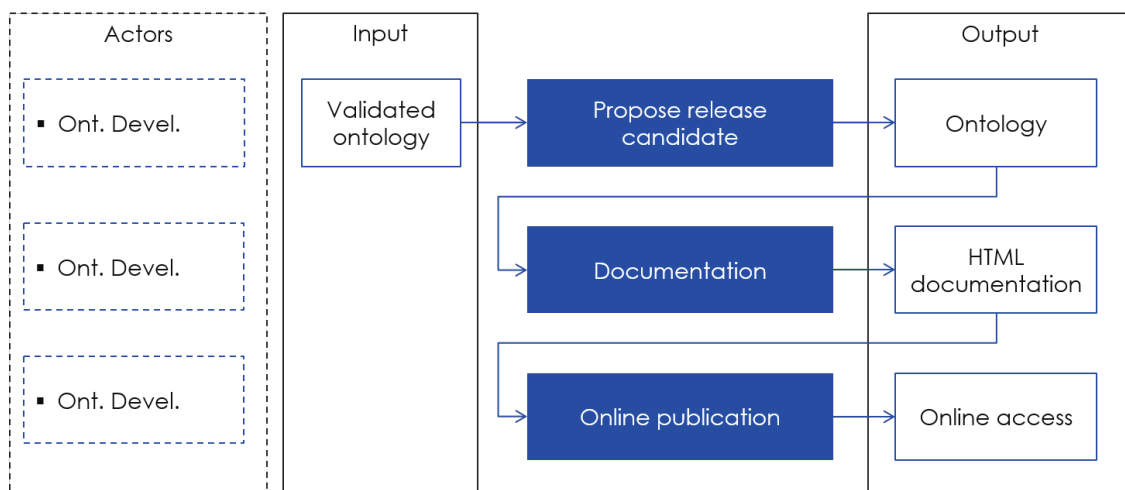 Actors
Input
Output
▪ Ont. Devel.
Validated
ontology
Propose release
candidate
Ontology
▪ Ont. Devel.
Documentation
HTML
documentation
▪ Ont. Devel.
Online publication
Online access